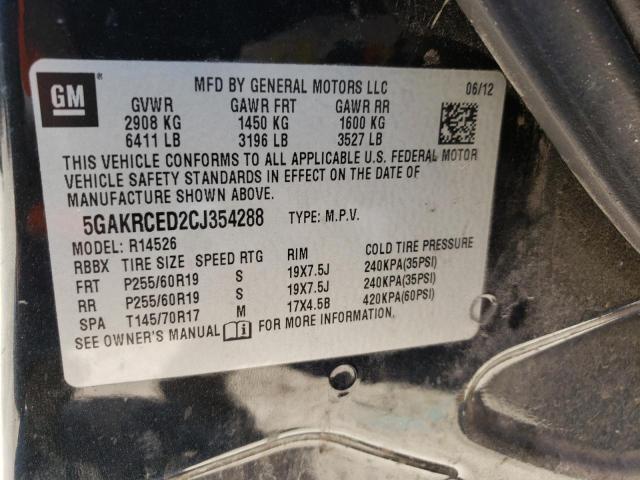 GM ®
MFD BY GENERAL MOTORS LLC 06/12
GVWR GAWR FRT GAWR RR
2908 KG 1450 KG 1600 KG
6411 LB 3196 LB 3527 LB
THIS VEHICLE CONFORMS TO ALL APPLICABLE U.S. FEDERAL MOTOR
VEHICLE SAFETY STANDARDS IN EFFECT ON THE DATE OF
MANUFACTURE SHOWN ABOVE.
5GAKRCED2CJ354288 TYPE: M.P.V.
MODEL: R14526
RBBX TIRE SIZE SPEED RTG RIM COLD TIRE PRESSURE
FRT P255/60R19 S 19X7.5J 240KPA(35PSI)
RR P255/60R19 S 19X7.5J 240KPA(35PSI)
SPA T145/70R17 M 17X4.5B 420KPA(60PSI)
SEE OWNER'S MANUAL i FOR MORE INFORMATION.